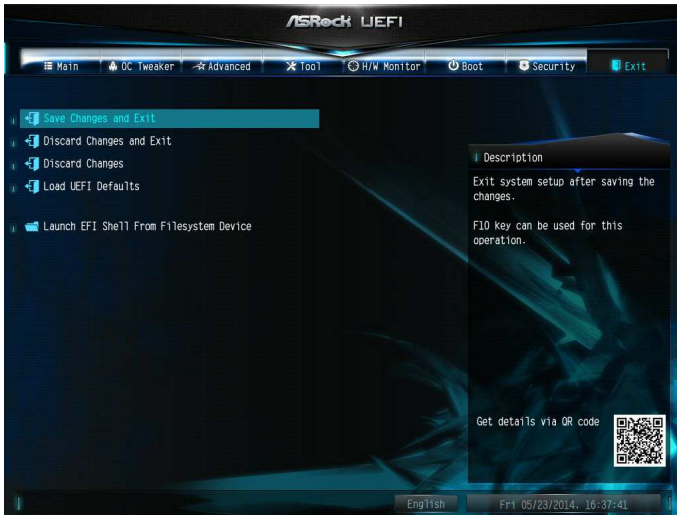 ASRock UEFI
Main OC Tweaker Advanced Tool H/W Monitor Boot Security Exit
Save Changes and Exit
Discard Changes and Exit
Discard Changes
Load UEFI Defaults
Launch EFI Shell From Filesystem Device
Description
Exit system setup after saving the
changes.
F10 key can be used for this
operation.
Get details via QR code
English
Fri 05/23/2014, 16:37:41